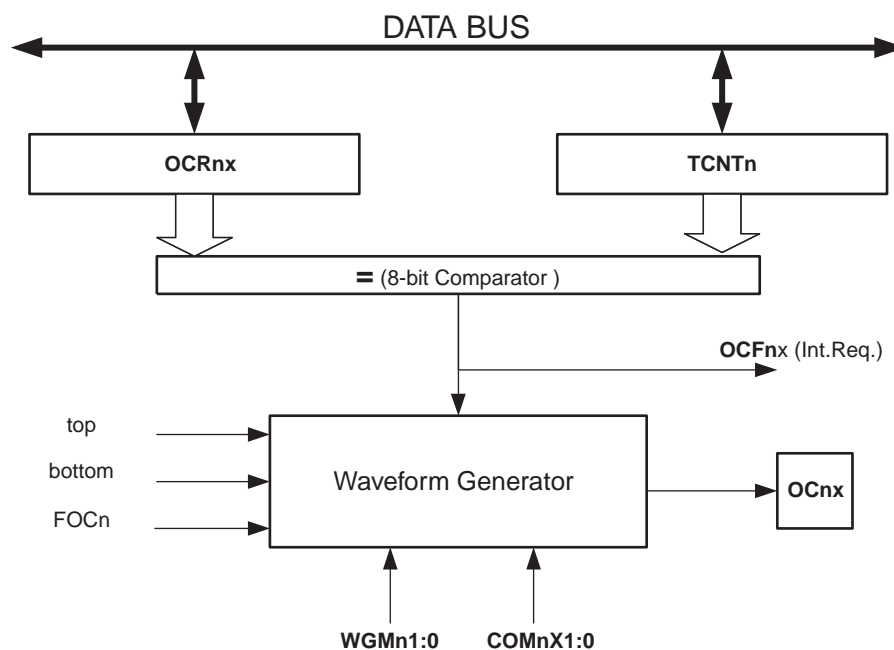 DATA BUS
OCRnx
TCNTn
= (8-bit Comparator )
OCFnx (Int.Req.)
top
bottom
FOCn
Waveform Generator
OCnx
WGMn1:0
COMnX1:0